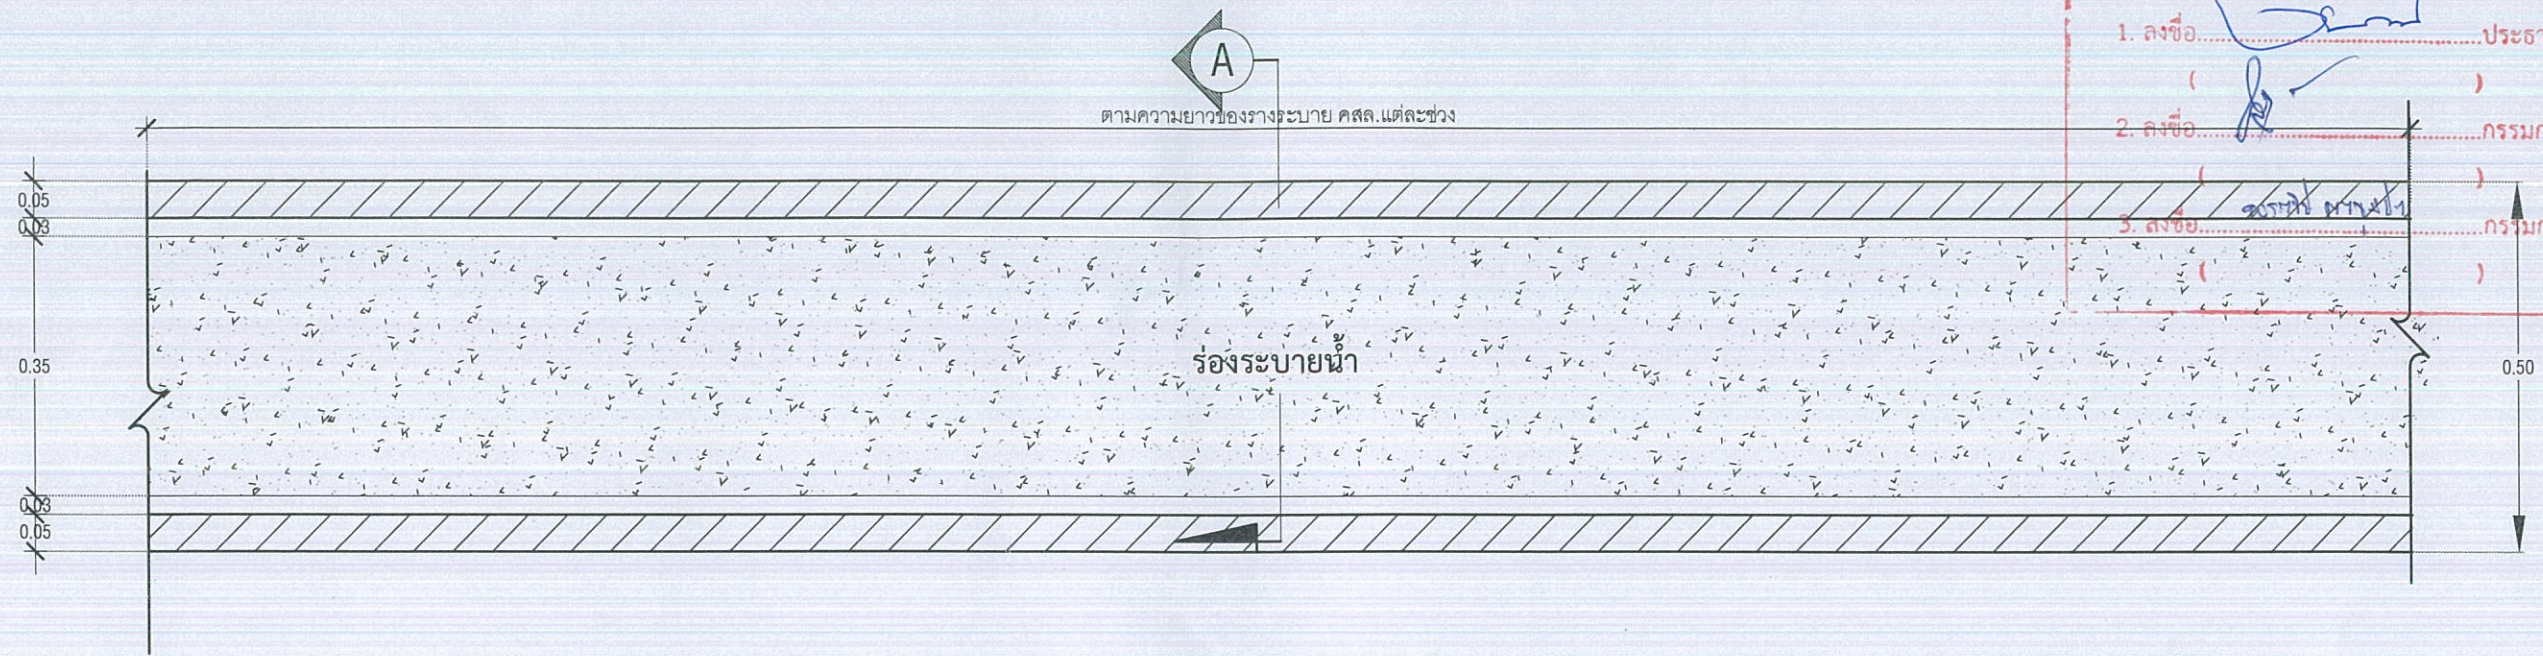 1. ลงชื่อ..............................ประธา
(                    )
A
ตามความยาวของรางระบาย คสล.แต่ละช่วง
2. ลงชื่อ..............................กรรมก
(                    )
0.05
0.03
3. ลงชื่อ..............................กรรมก
(                    )
ร่องระบายน้ำ
0.35
0.50
0.03
0.05